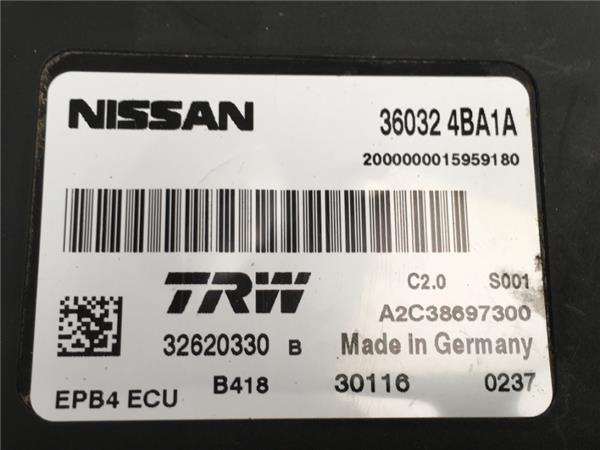 NISSAN 36032 4BA1A
2000000015959180
TRW C2.0 S001
A2C38697300
32620330 B Made in Germany
EPB4 ECU B418 30116 0237